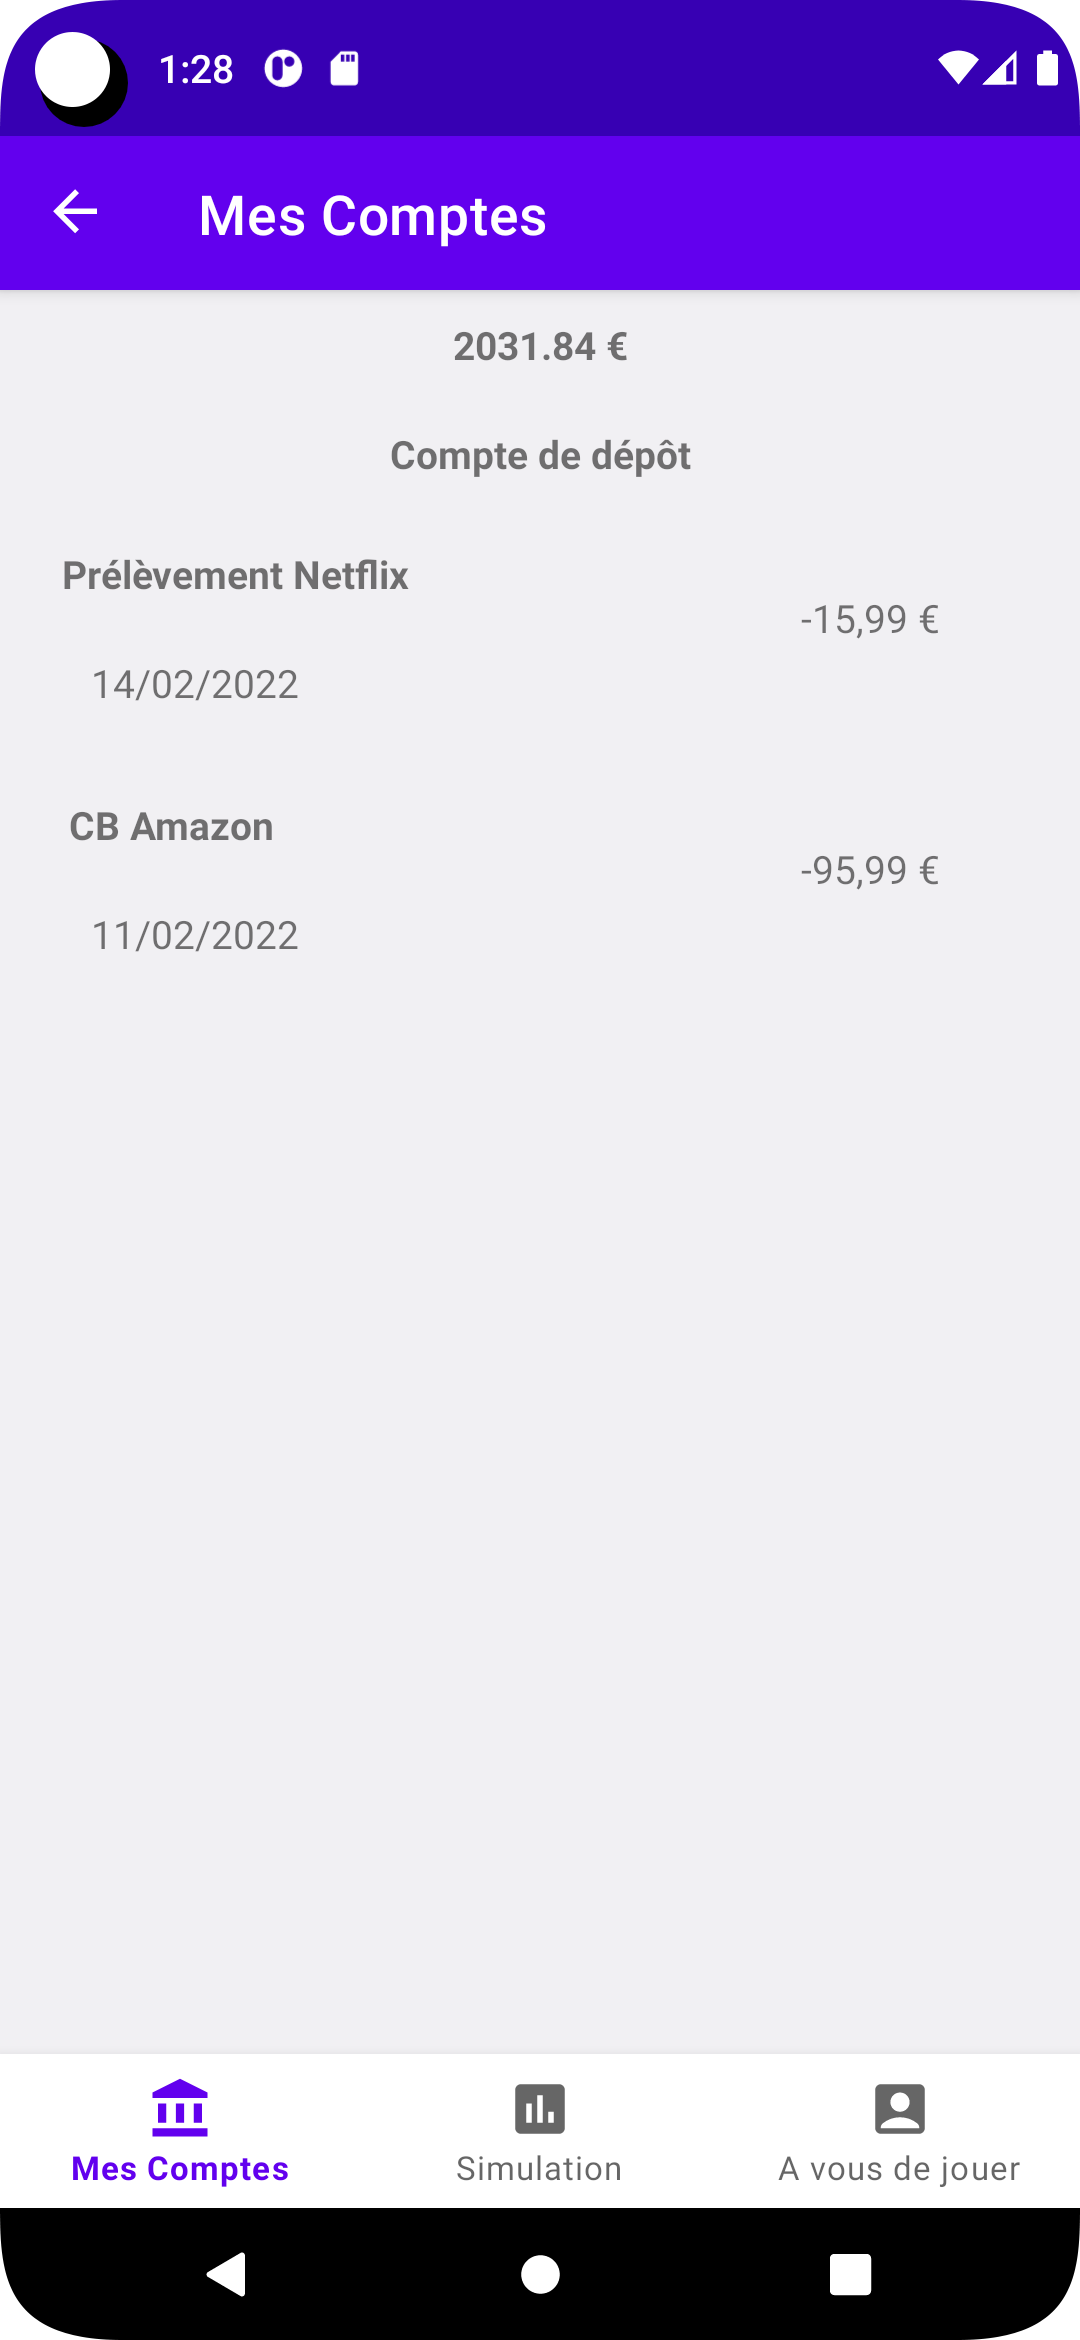 1:28
Mes Comptes
2031.84 €
Compte de dépôt
Prélèvement Netflix
-15,99 €
14/02/2022
CB Amazon
-95,99 €
11/02/2022
Mes Comptes
Simulation
A vous de jouer